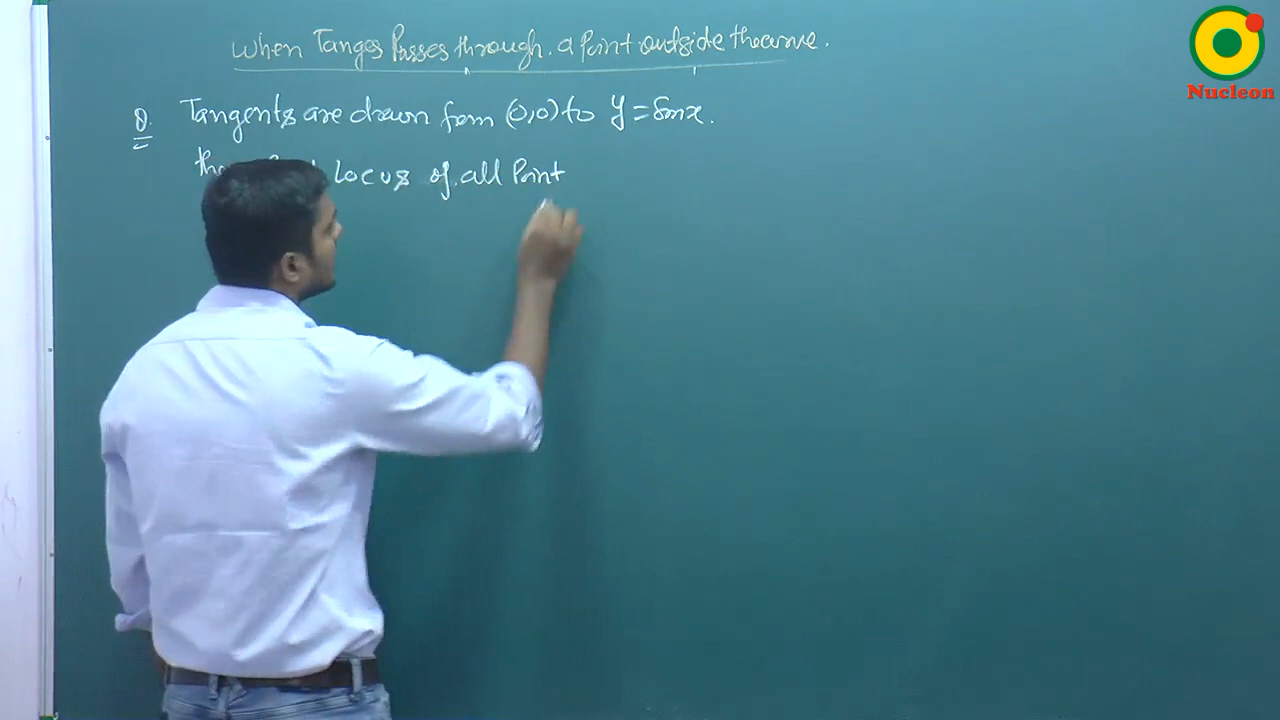 When Tanges Passes through a Point outside the curve.
Q. Tangents are drawn from (0,0) to y = Sinx.
Locus of all Point
Nucleon